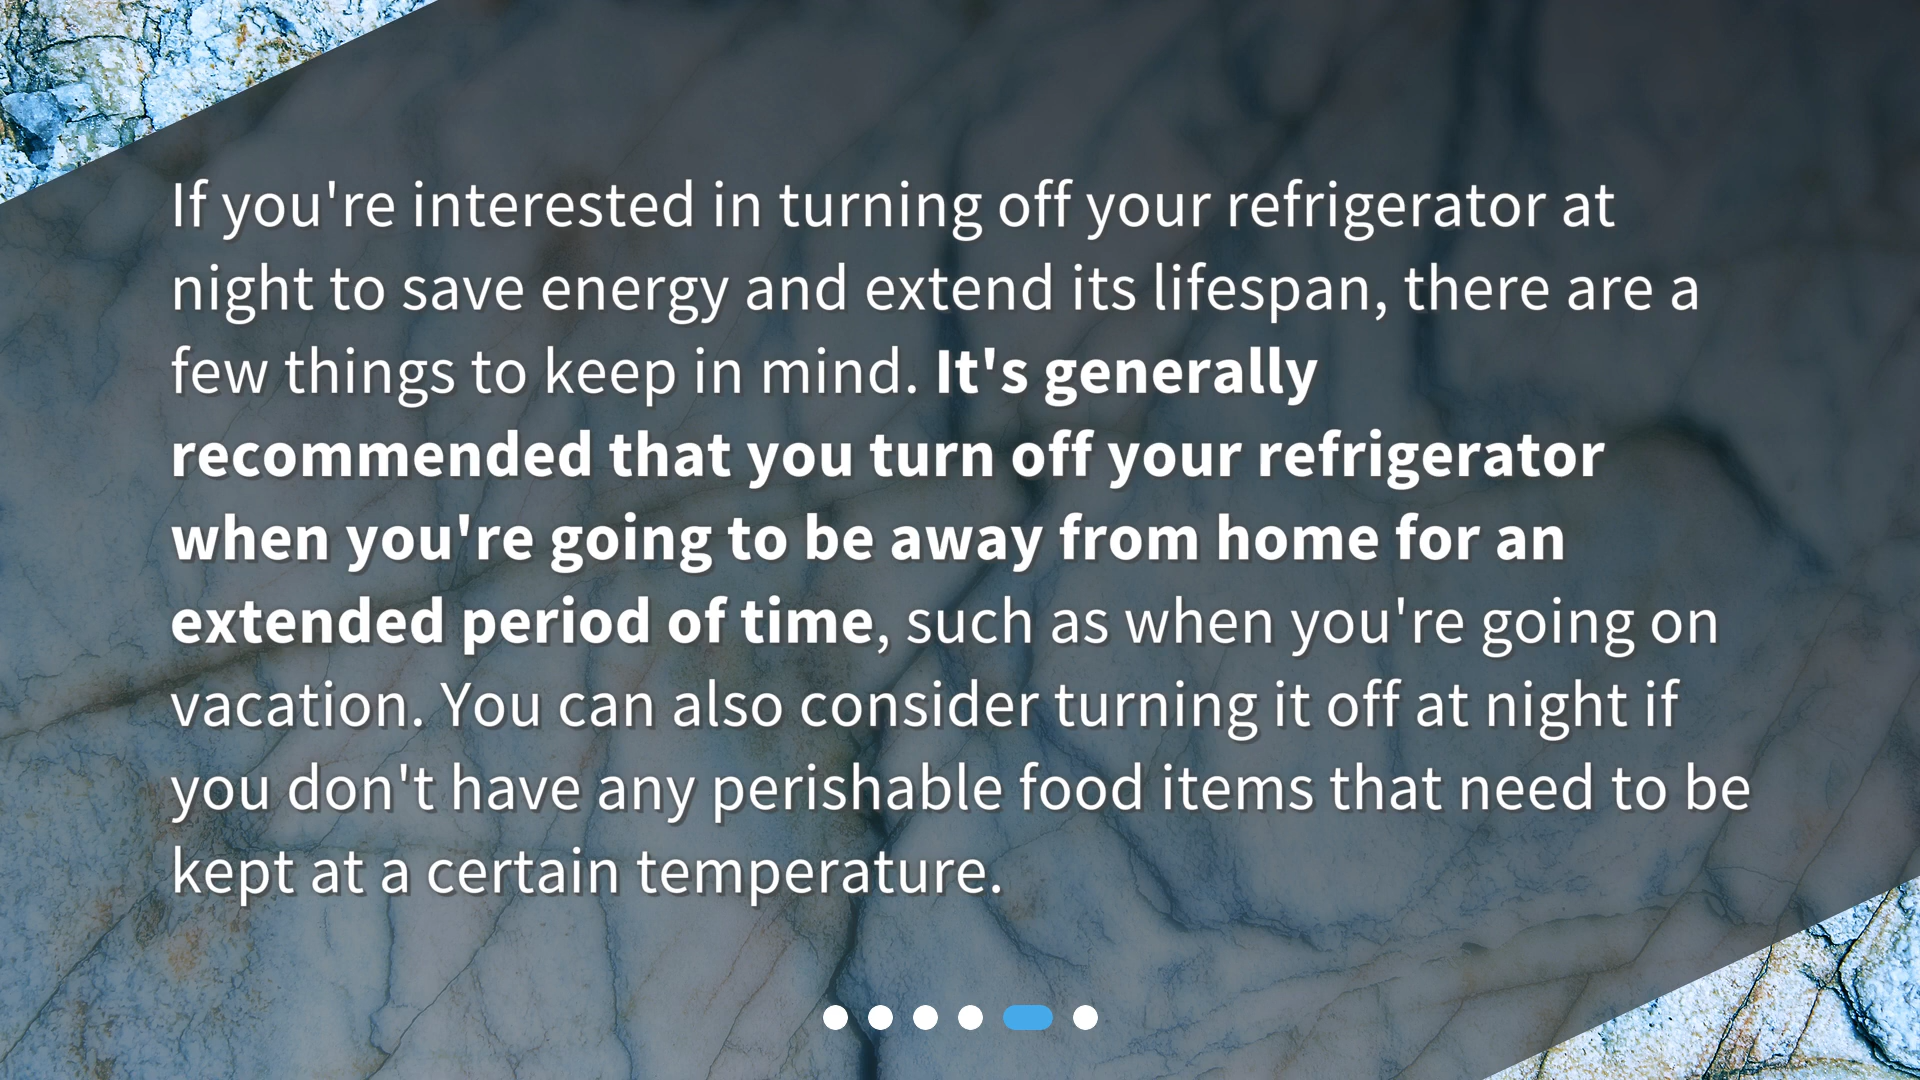 If you're interested in turning off your refrigerator at
night to save energy and extend its lifespan, there are a
few things to keep in mind. It's generally
recommended that you turn off your refrigerator
when you're going to be away from home for an
extended period of time, such as when you're going on
vacation. You can also consider turning it off at night if
you don't have any perishable food items that need to be
kept at a certain temperature.